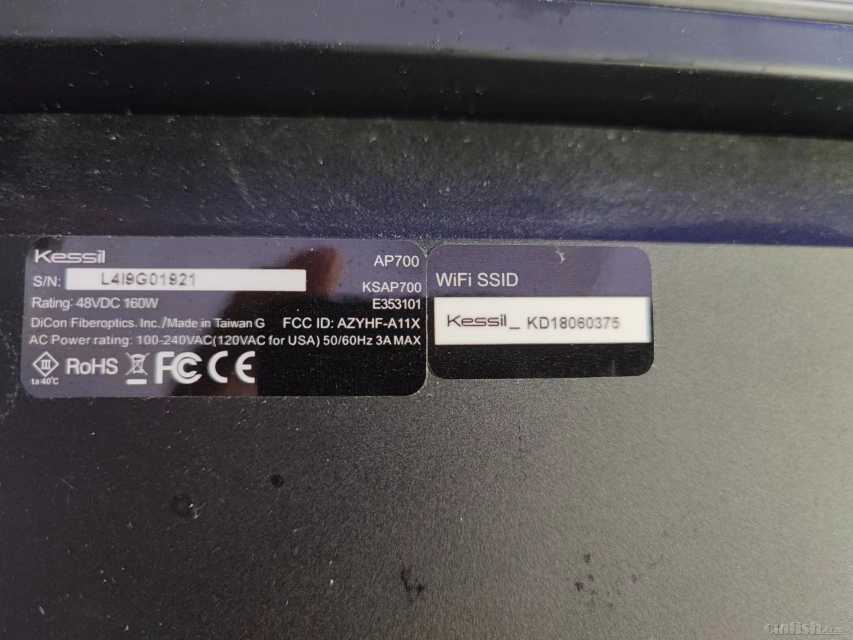 Kessil
AP700
S/N: L4I9G01921
KSAP700
Rating: 48VDC 160W
E353101
DiCon Fiberoptics. Inc./Made in Taiwan G FCC ID: AZYHF-A11X
AC Power rating: 100-240VAC(120VAC for USA) 50/60Hz 3A MAX
RoHS FC CE
ta 40°C
WiFi SSID
Kessil_ KD18060375